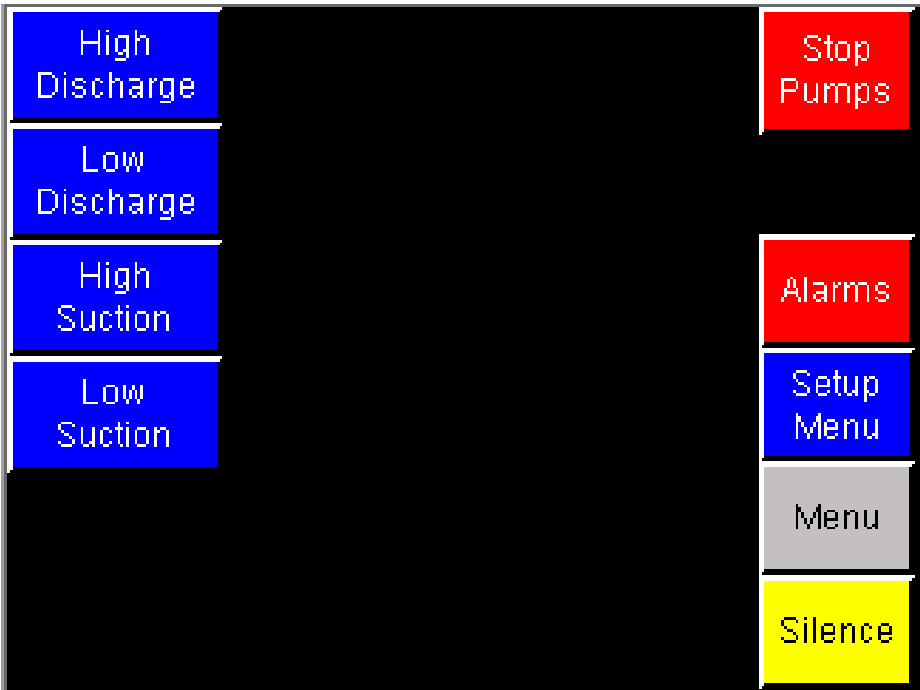 High
Discharge
Low
Discharge
High
Suction
Low
Suction
Stop
Pumps
Alarms
Setup
Menu
Menu
Silence